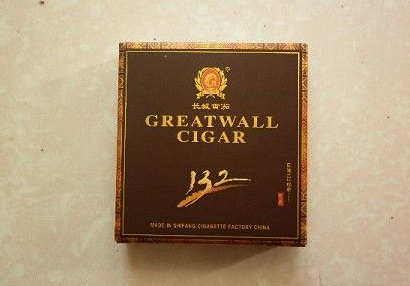 长城雪茄
GREATWALL
CIGAR
132
MADE IN SHIFANG CIGARETTE FACTORY CHINA